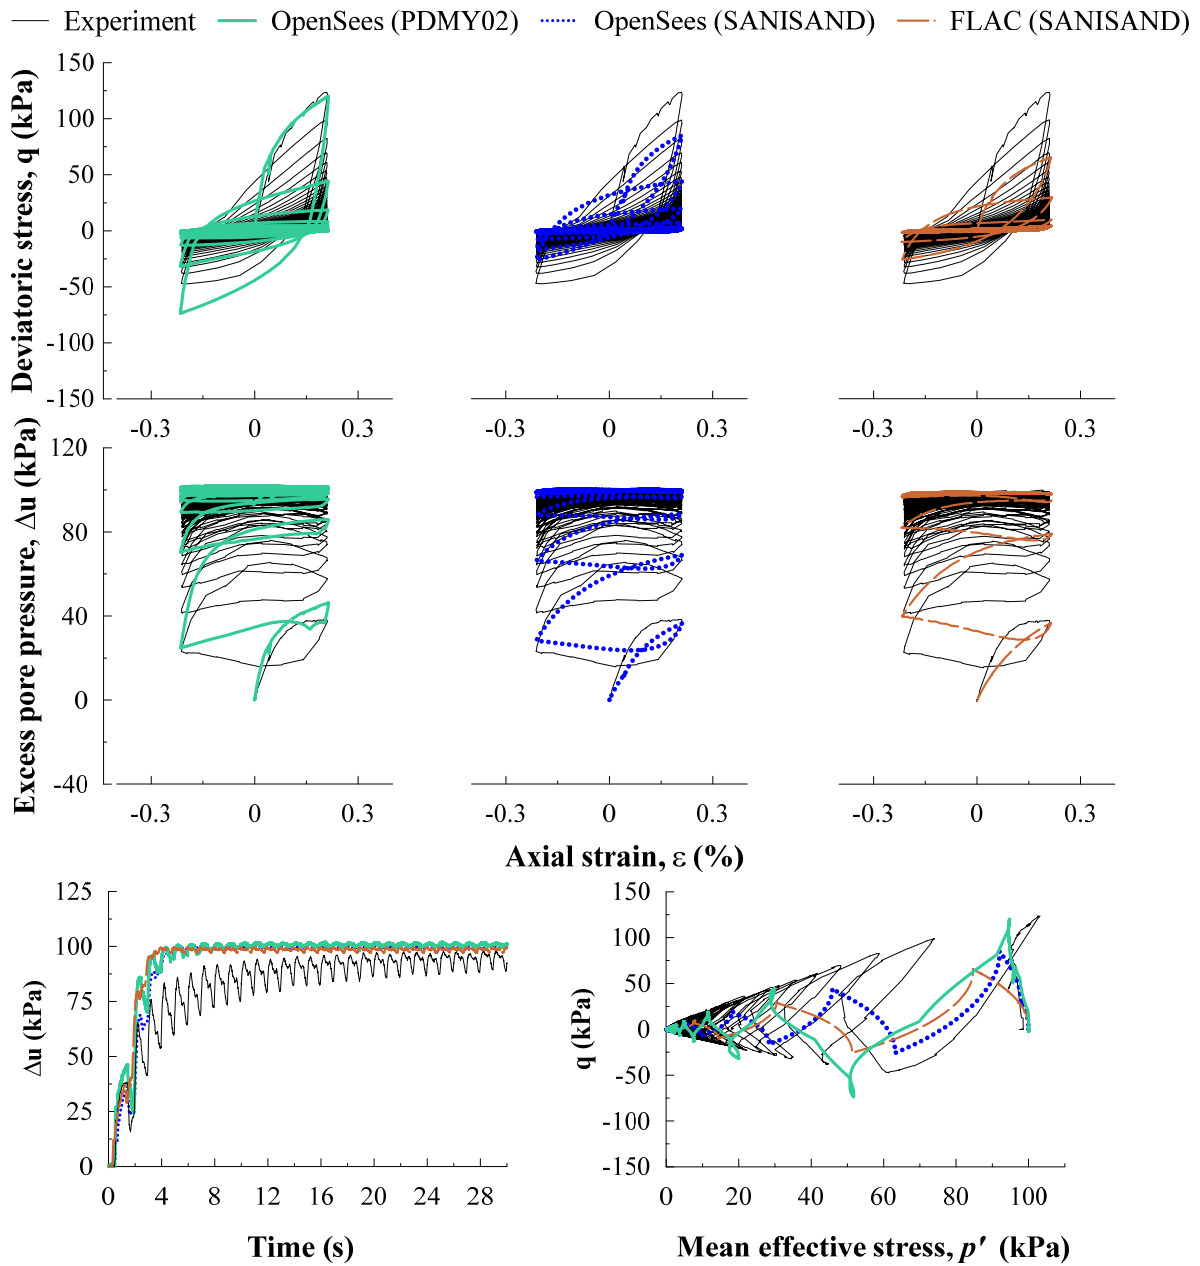 Experiment OpenSees (PDMY02) OpenSees (SANISAND) FLAC (SANISAND)
Deviatoric stress, q (kPa)
150
100
50
0
-50
-100
-150
-0.3 0 0.3 -0.3 0 0.3 -0.3 0 0.3
Excess pore pressure, Δu (kPa)
120
80
40
0
-40
-0.3 0 0.3 -0.3 0 0.3 -0.3 0 0.3
Axial strain, ε (%)
Δu (kPa)
125
100
75
50
25
0
0 4 8 12 16 20 24 28
Time (s)
q (kPa)
150
100
50
0
-50
-100
-150
0 20 40 60 80 100
Mean effective stress, p′ (kPa)